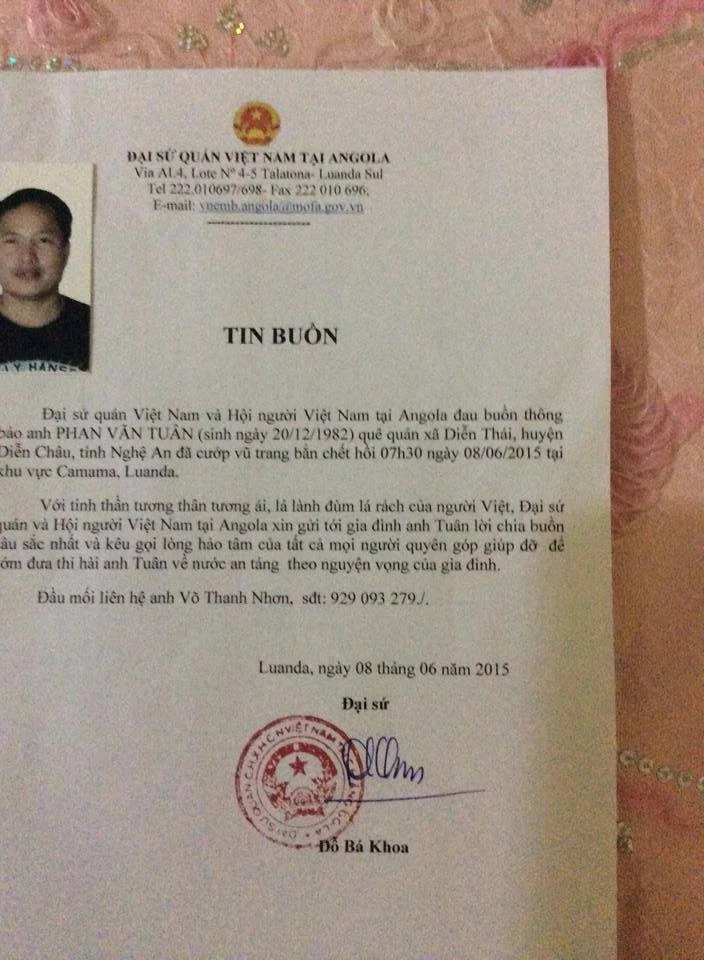 ĐẠI SỨ QUÁN VIỆT NAM TẠI ANGOLA
Via AL4, Lote Nº 4-5 Talatona- Luanda Sul
Tel 222.010697/698- Fax 222 010 696;
E-mail: vnemb.angola@mofa.gov.vn
TIN BUỒN
Đại sứ quán Việt Nam và Hội người Việt Nam tại Angola đau buồn thông
báo anh PHAN VĂN TUÂN (sinh ngày 20/12/1982) quê quán xã Diễn Thái, huyện
Diễn Châu, tỉnh Nghệ An đã cướp vũ trang bắn chết hồi 07h30 ngày 08/06/2015 tại
khu vực Camama, Luanda.
Với tinh thần tương thân tương ái, lá lành đùm lá rách của người Việt, Đại sứ
quán và Hội người Việt Nam tại Angola xin gửi tới gia đình anh Tuân lời chia buồn
sâu sắc nhất và kêu gọi lòng hảo tâm của tất cả mọi người quyên góp giúp đỡ để
sớm đưa thi hài anh Tuân về nước an táng theo nguyện vọng của gia đình.
Đầu mối liên hệ anh Võ Thanh Nhơn, sđt: 929 093 279./.
Luanda, ngày 08 tháng 06 năm 2015
Đại sứ
Đỗ Bá Khoa